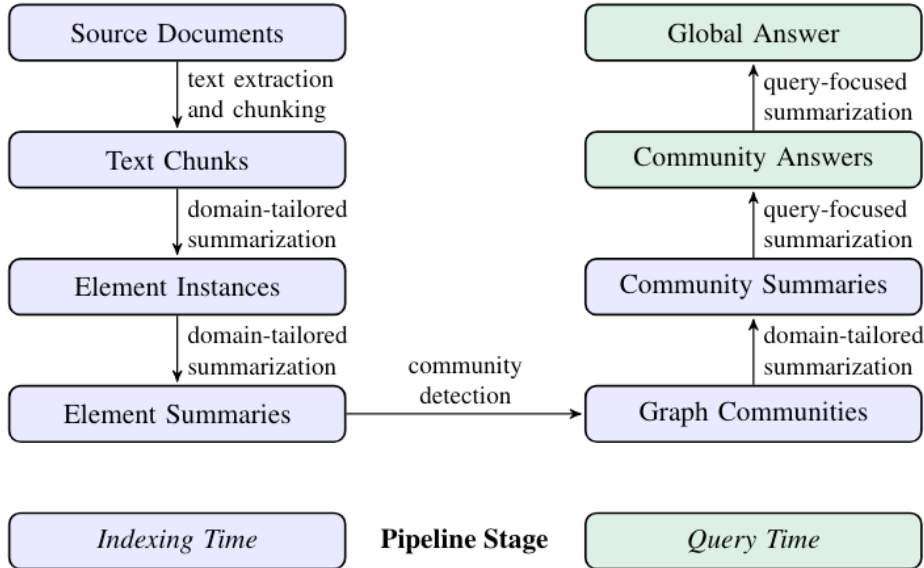 Source Documents
text extraction
and chunking
Text Chunks
domain-tailored
summarization
Element Instances
domain-tailored
summarization
Element Summaries
community
detection
Global Answer
query-focused
summarization
Community Answers
query-focused
summarization
Community Summaries
domain-tailored
summarization
Graph Communities
Indexing Time
Pipeline Stage
Query Time